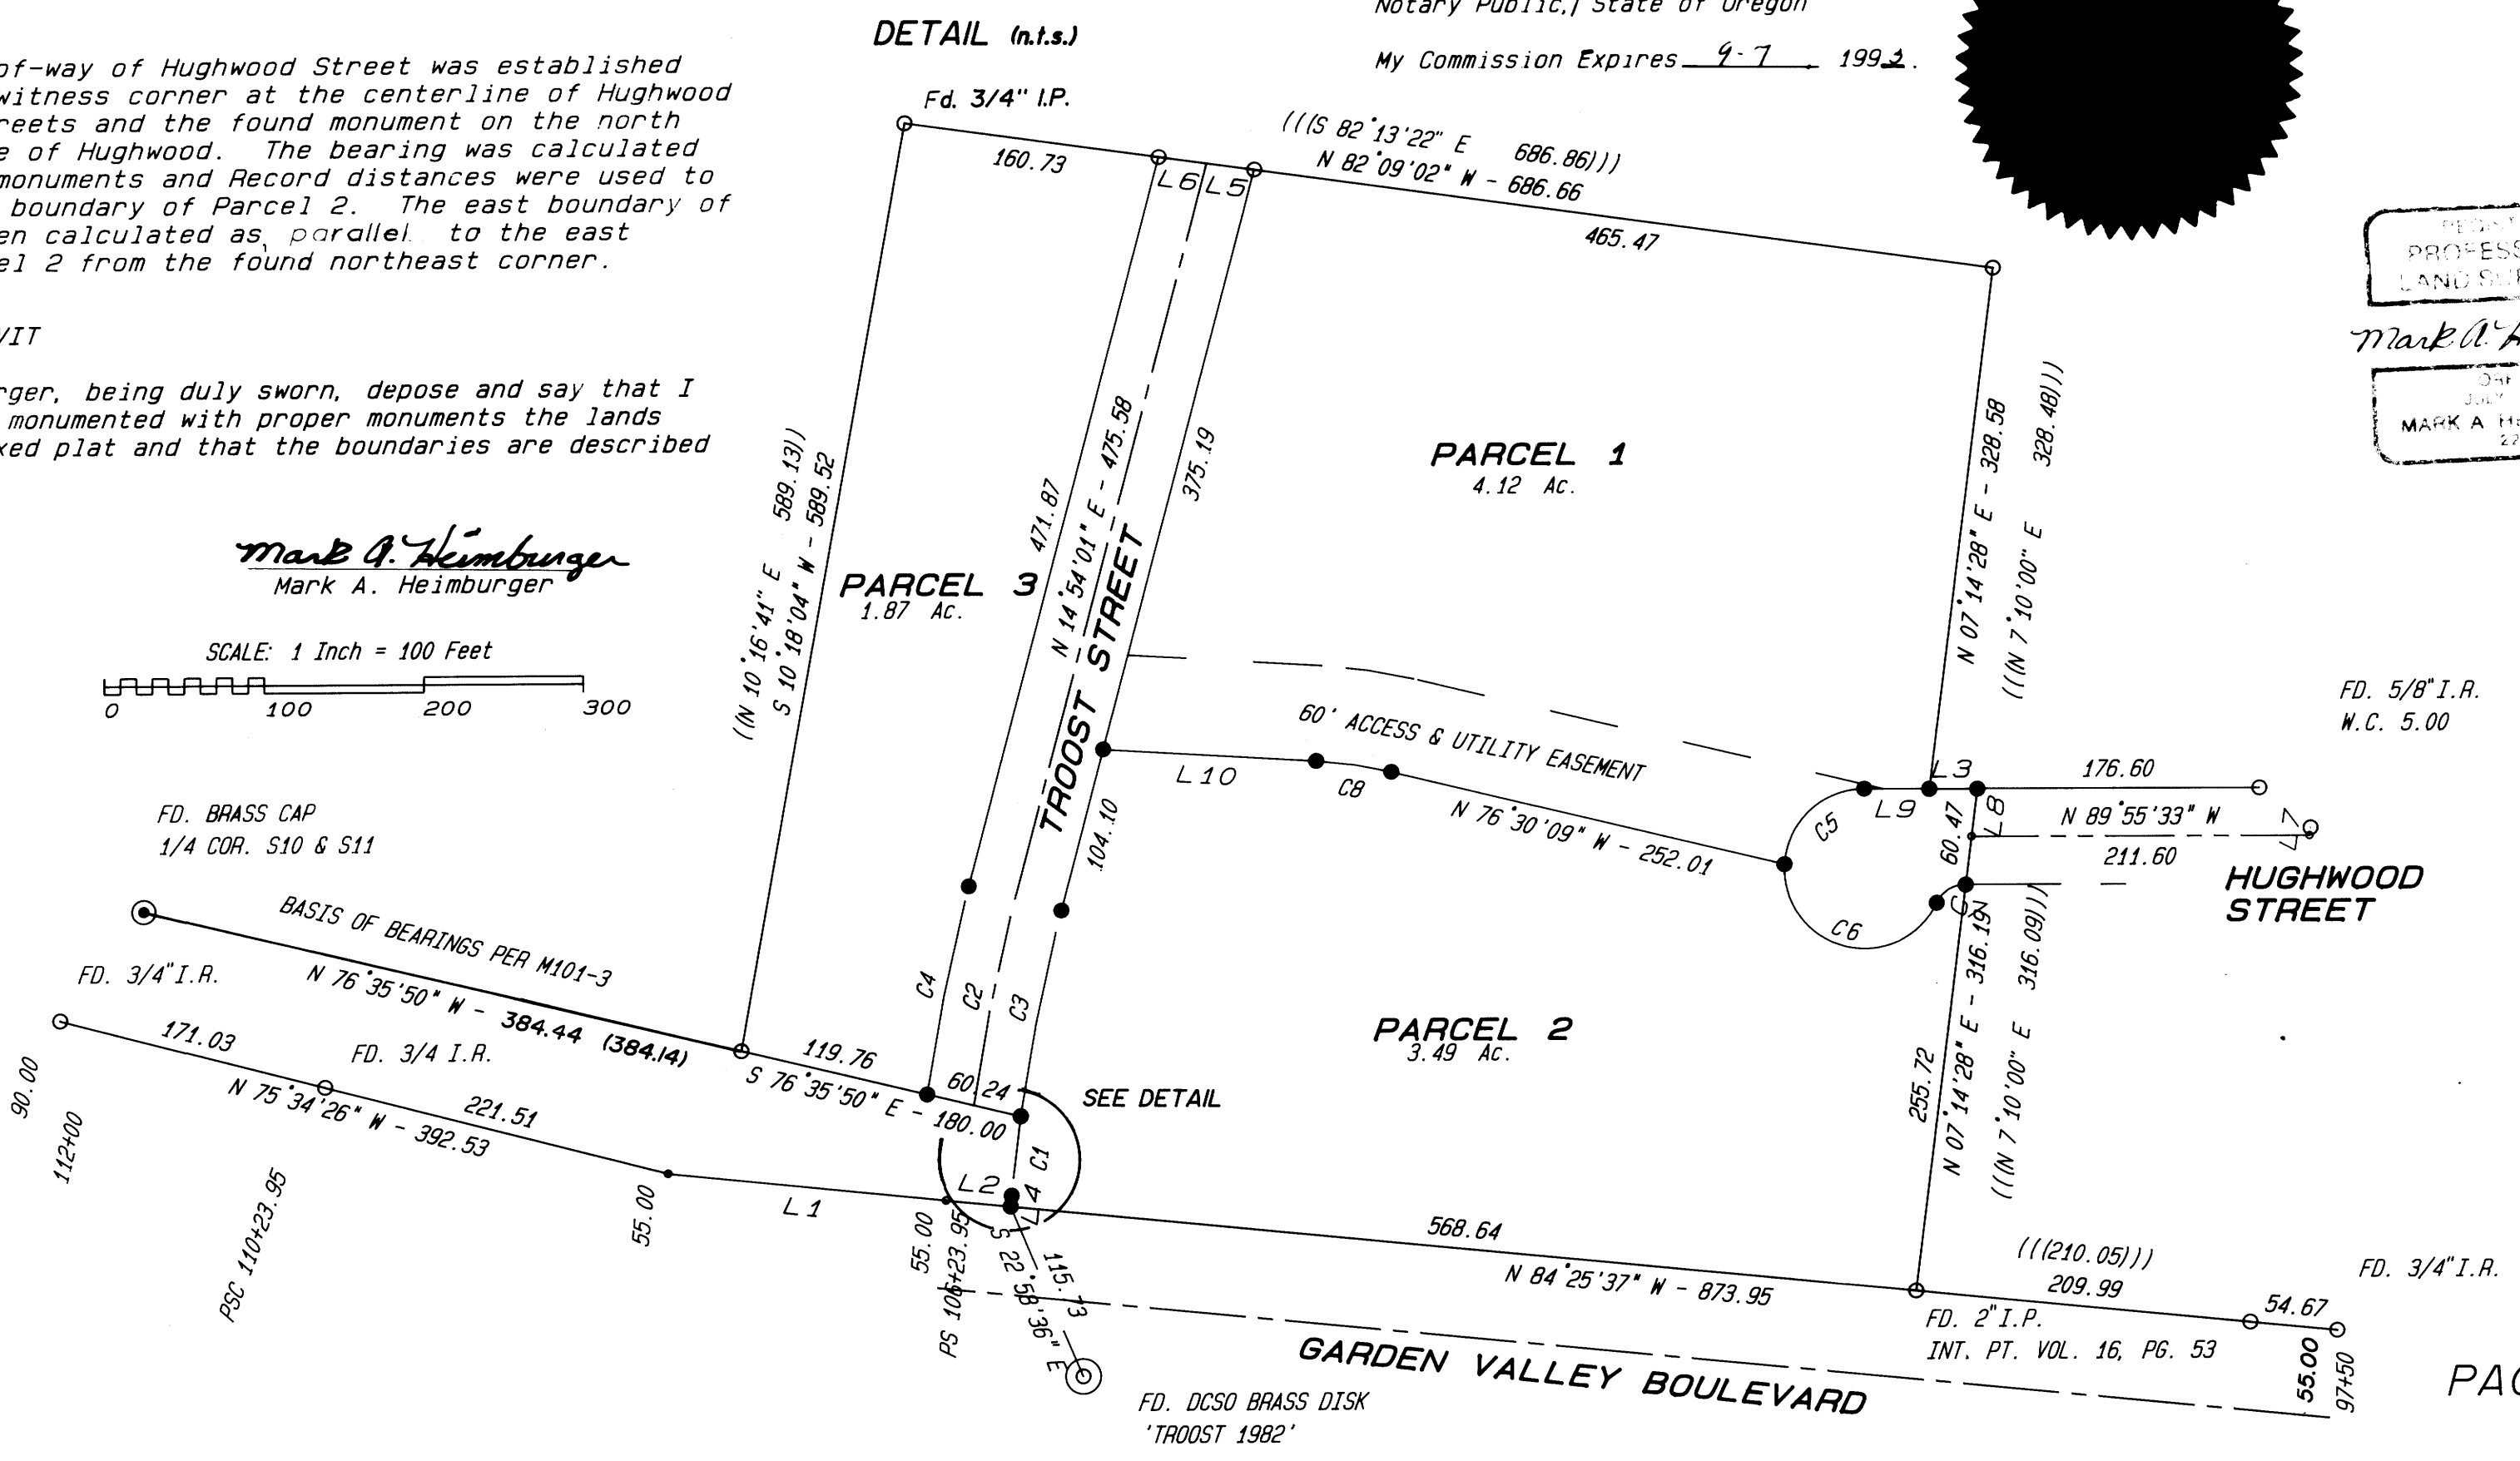 DETAIL (n.t.s.)
Notary Public, State of Oregon
My Commission Expires 9-7 199
of-way of Hughwood Street was established
witness corner at the centerline of Hughwood
reets and the found monument on the north
e of Hughwood. The bearing was calculated
monuments and Record distances were used to
boundary of Parcel 2. The east boundary of
en calculated as, parallel to the east
el 2 from the found northeast corner.
VIT
rger, being duly sworn, depose and say that I
monumented with proper monuments the lands
xed plat and that the boundaries are described
Mark A. Heimburger
Mark A. Heimburger
SCALE: 1 Inch = 100 Feet
0 100 200 300
Fd. 3/4" I.P.
160.73
L6
L5
(((S 82°13'22" E 686.86)))
N 82°09'02" W - 686.66
465.47
PROFESS
LAND SU
Mark A. H
JULY
MARK A. H
22
PARCEL 1
4.12 Ac.
N 07°14'28" E - 328.58
(((N 7°10'00" E 328.48)))
((N 10°16'41" E 589.13))
S 10°18'04" W - 589.52
PARCEL 3
1.87 Ac.
471.87
N 14°54'01" E - 475.58
375.19
TROOST STREET
104.10
60' ACCESS & UTILITY EASEMENT
L10
C8
N 76°30'09" W - 252.01
C5
L9
L3
60.47
L8
176.60
N 89°55'33" W
211.60
L7
FD. 5/8" I.R.
W.C. 5.00
HUGHWOOD
STREET
C6
C7
FD. BRASS CAP
1/4 COR. S10 & S11
BASIS OF BEARINGS PER M101-3
N 76°35'50" W - 384.44 (384.14)
FD. 3/4" I.R.
171.03
FD. 3/4 I.R.
N 75°34'26" W - 392.53
221.51
90.00
112+00
PSC 110+23.95
55.00
L1
119.76
S 76°35'50" E - 180.00
60.24
C4
C2
C3
SEE DETAIL
C1
L2
L4
55.00
PS 106+23.95
S 22°58'36" E
115.73
PARCEL 2
3.49 Ac.
255.72
N 07°14'28" E - 316.19
(((N 7°10'00" E 316.09)))
568.64
N 84°25'37" W - 873.95
(((210.05)))
209.99
54.67
FD. 3/4" I.R.
FD. 2" I.P.
INT. PT. VOL. 16, PG. 53
55.00
97+50
GARDEN VALLEY BOULEVARD
FD. DCSO BRASS DISK
'TROOST 1982'
PAG